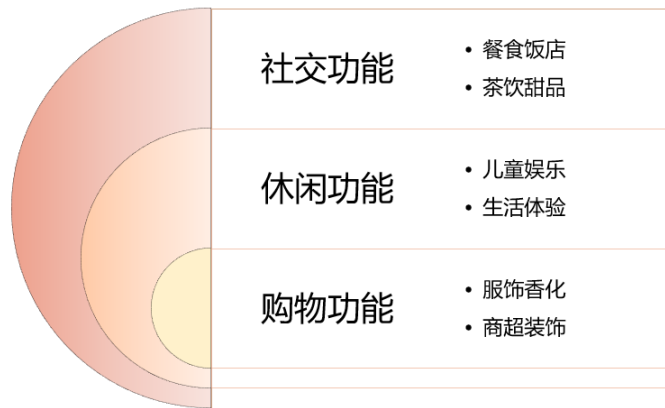 社交功能
• 餐食饭店
• 茶饮甜品
休闲功能
• 儿童娱乐
• 生活体验
购物功能
• 服饰香化
• 商超装饰